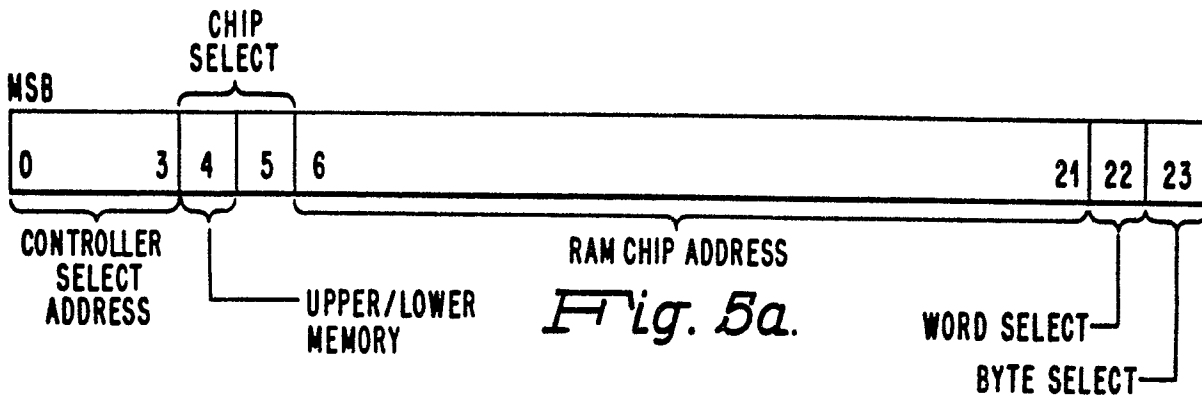 CHIP
SELECT
MSB
0 3 4 5 6 21 22 23
CONTROLLER
SELECT
ADDRESS
UPPER/LOWER
MEMORY
RAM CHIP ADDRESS
Fig. 5a.
WORD SELECT
BYTE SELECT